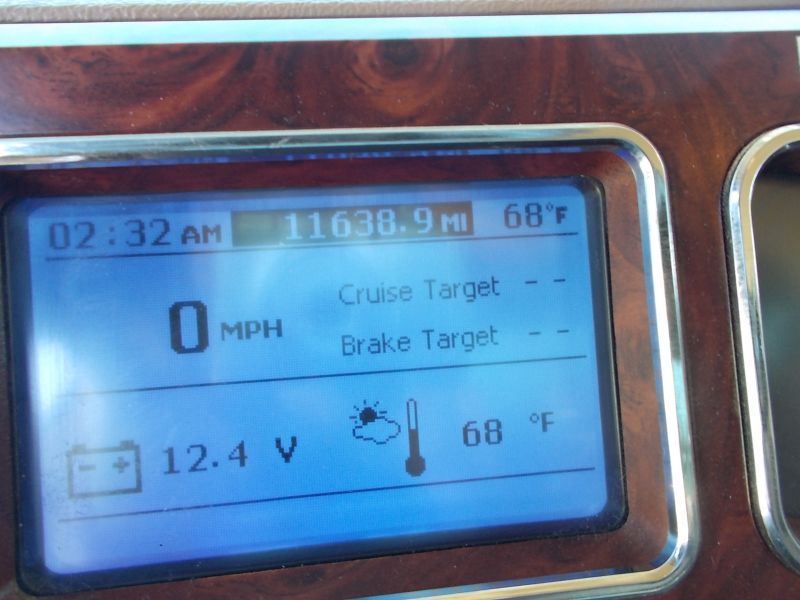 02:32 AM 11638.9 MI 68°F
Cruise Target --
0 MPH
Brake Target --
12.4 V 68 °F